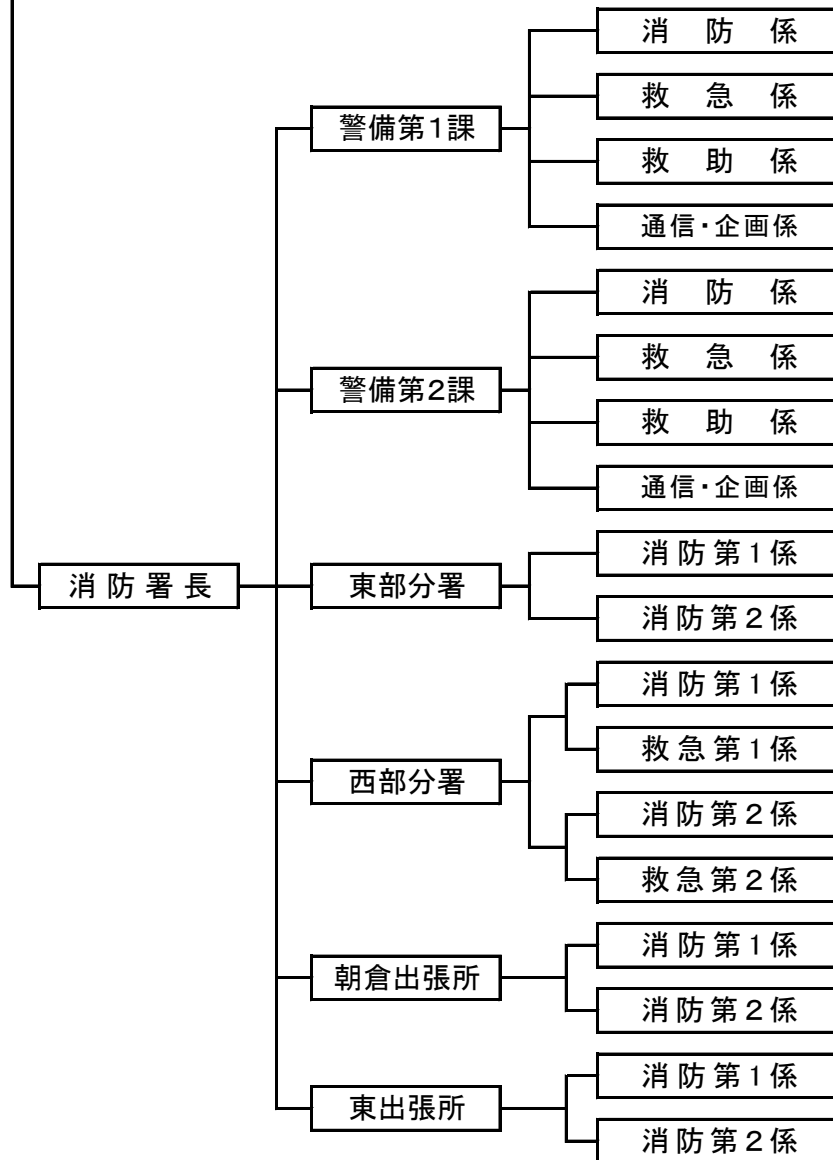 消防署長
警備第1課
消防係
救急係
救助係
通信・企画係
警備第2課
消防係
救急係
救助係
通信・企画係
東部分署
消防第1係
消防第2係
西部分署
消防第1係
救急第1係
消防第2係
救急第2係
朝倉出張所
消防第1係
消防第2係
東出張所
消防第1係
消防第2係